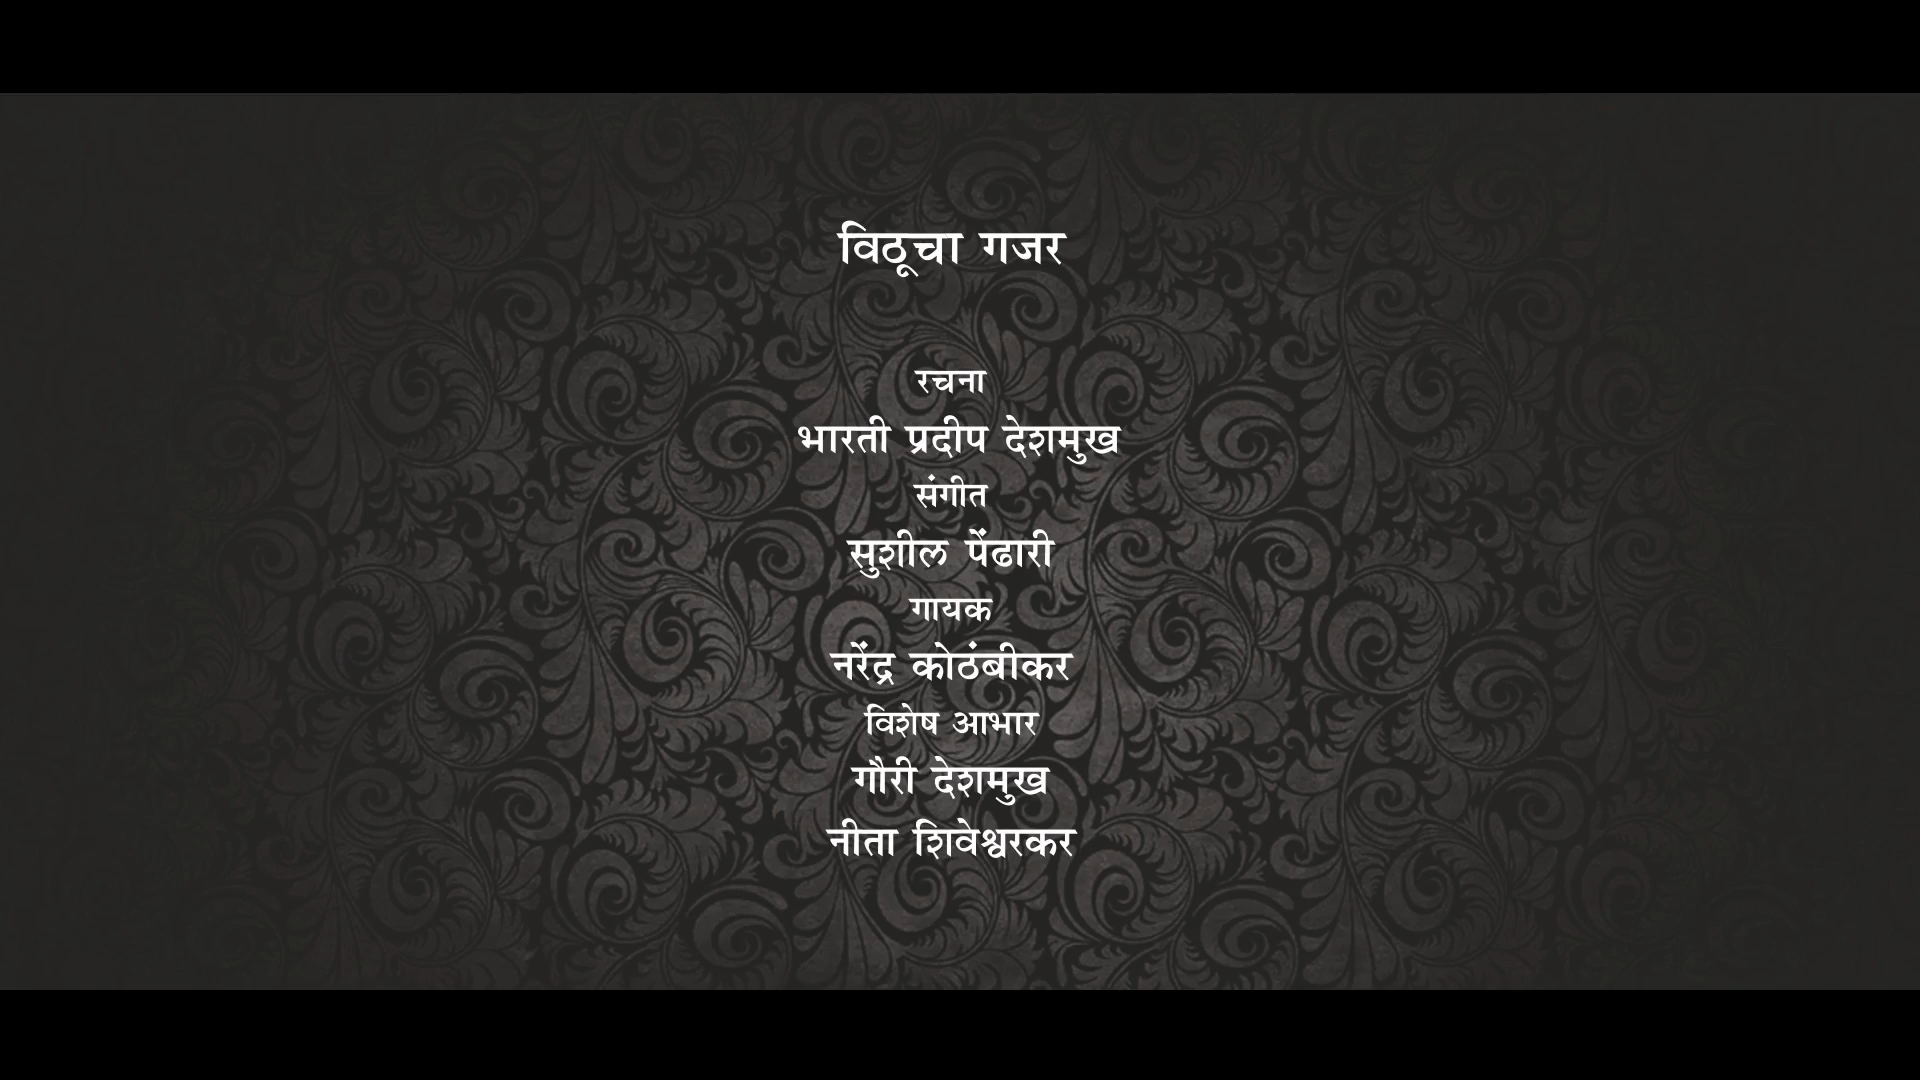 विठूचा गजर
रचना
भारती प्रदीप देशमुख
संगीत
सुशील पेंढारी
गायक
नरेंद्र कोठंबीकर
विशेष आभार
गौरी देशमुख
नीता शिवेश्वरकर